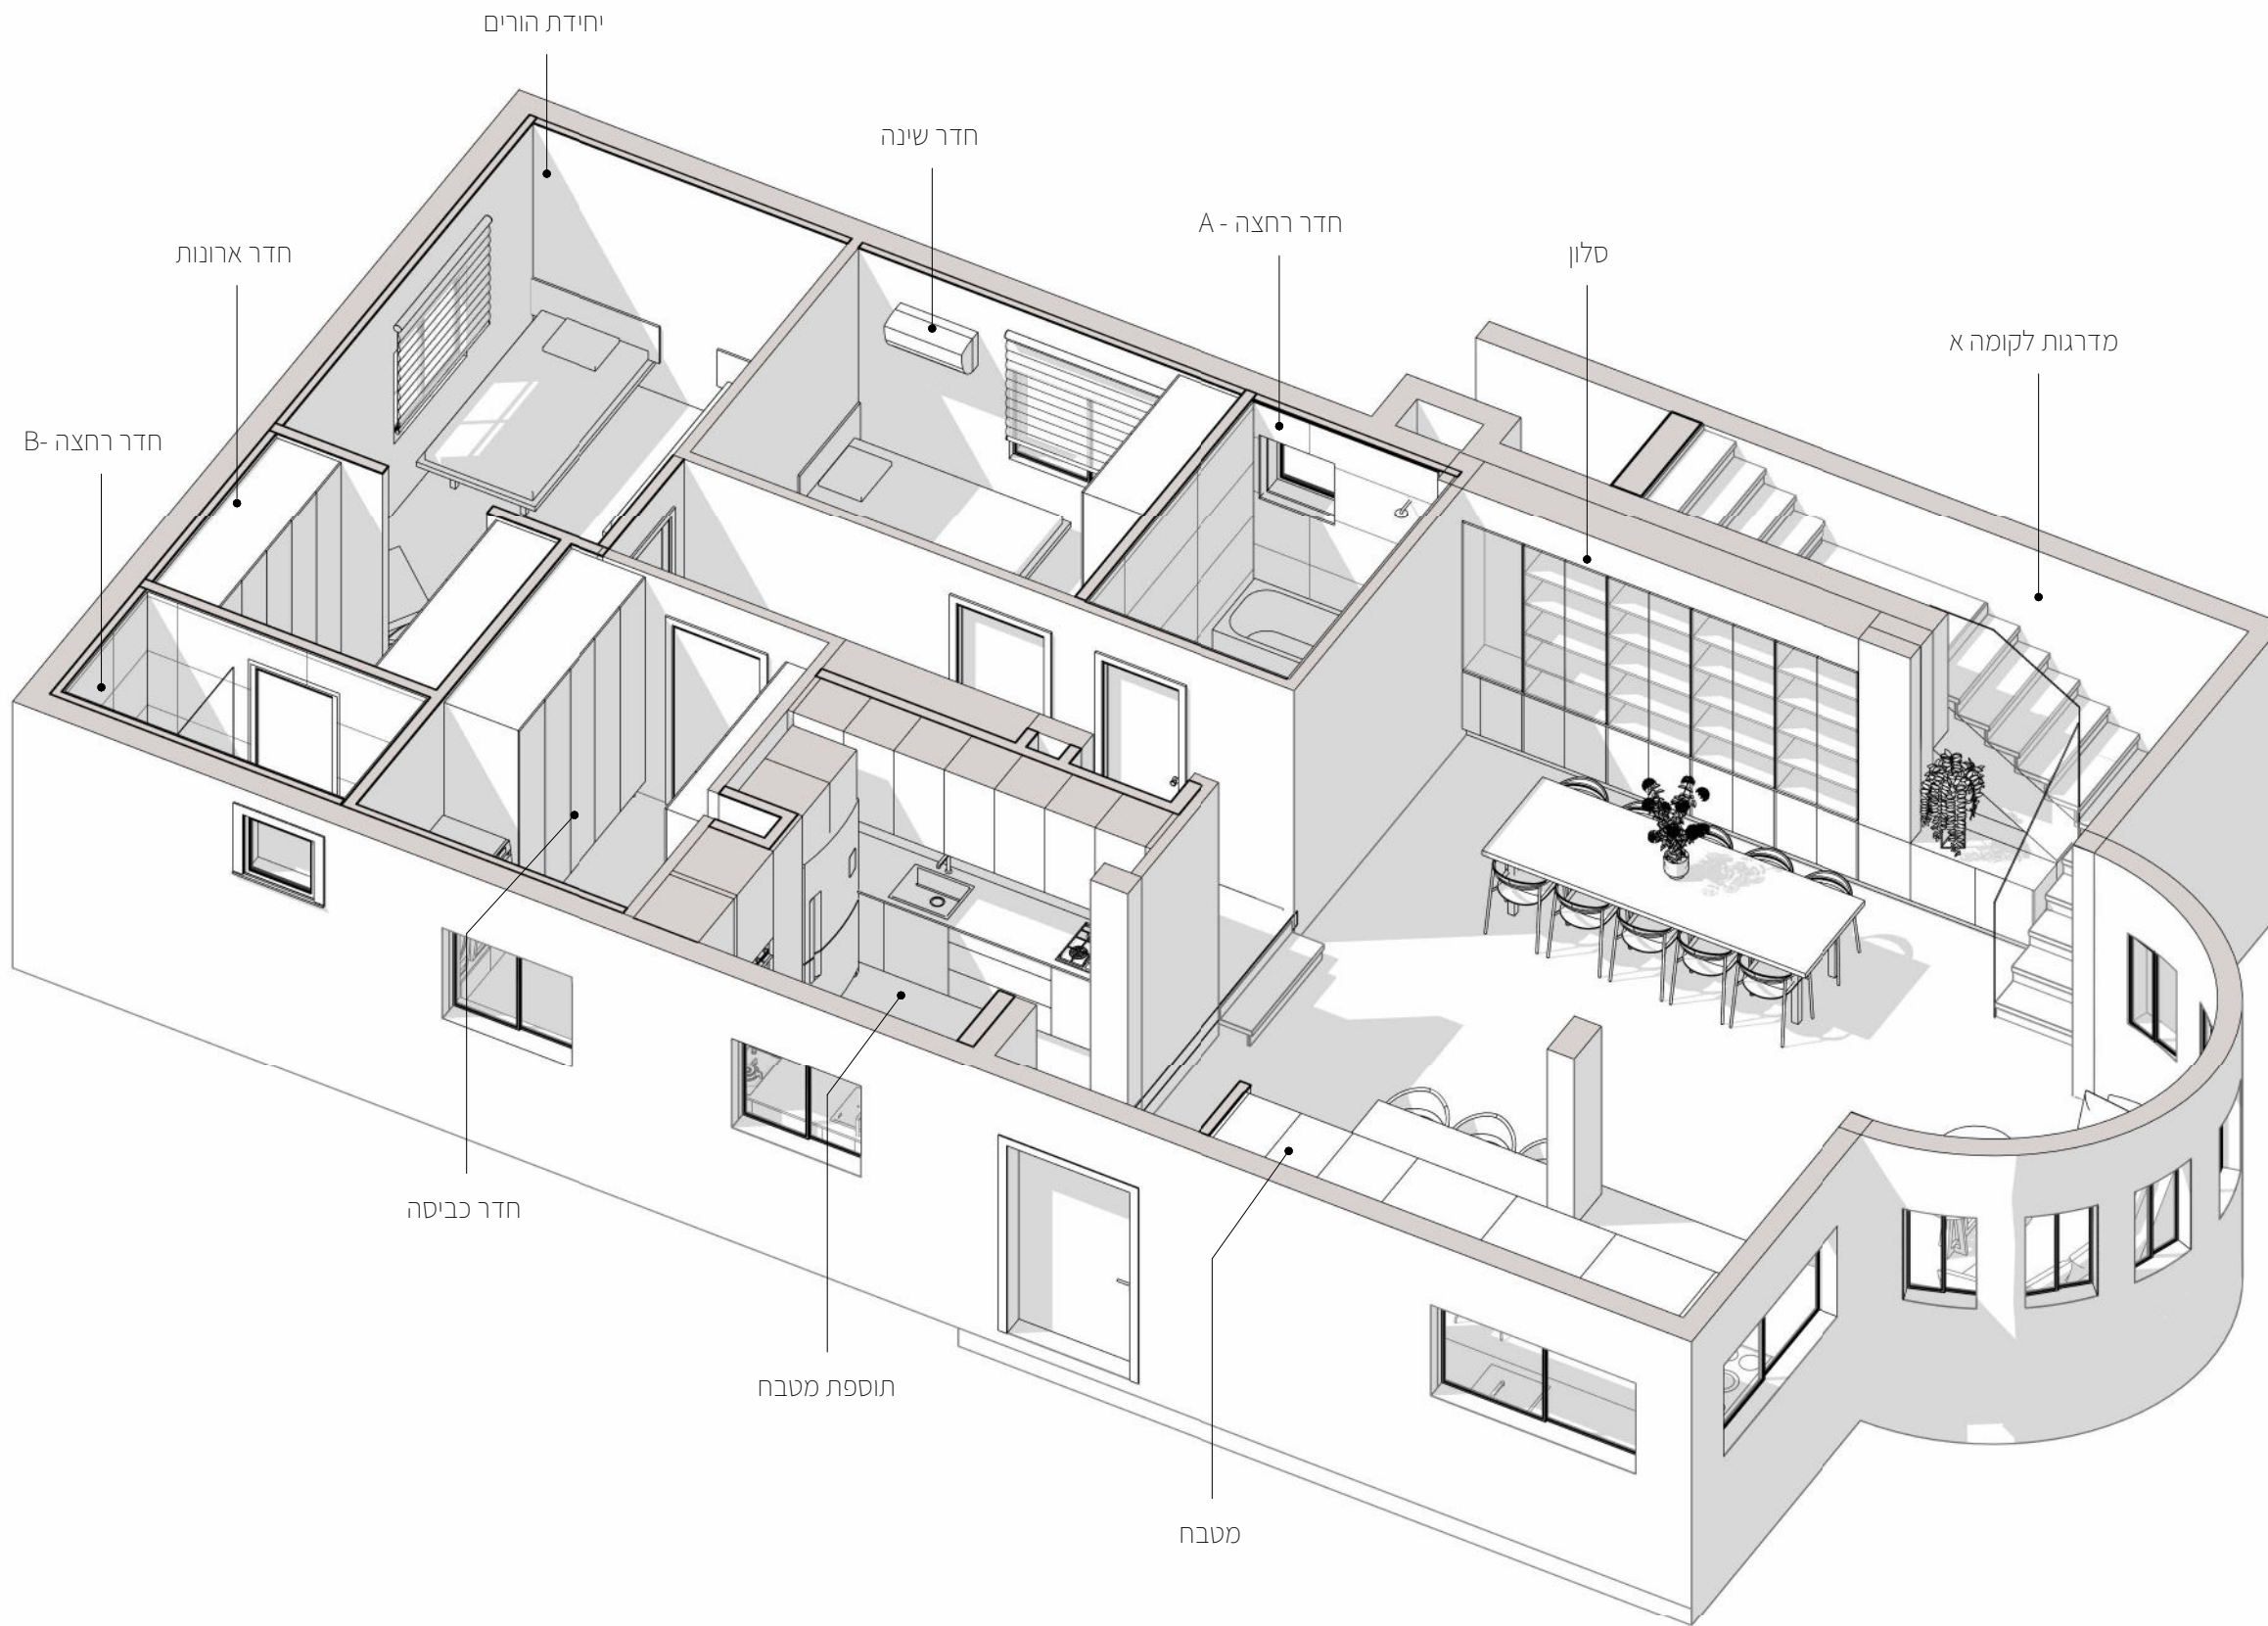 יחידת הורים
חדר שינה
חדר רחצה - A
חדר ארונות
סלון
מדרגות לקומה א
חדר רחצה -B
חדר כביסה
תוספת מטבח
מטבח